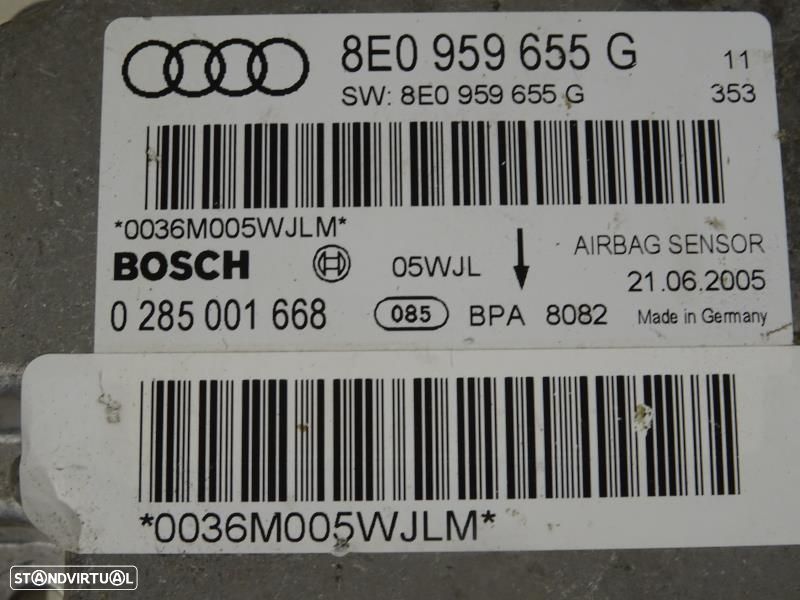 8E0 959 655 G 11
SW: 8E0 959 655 G 353
*0036M005WJLM*
AIRBAG SENSOR
BOSCH 05WJL 21.06.2005
0 285 001 668 085 BPA 8082 Made in Germany
*0036M005WJLM*
STANDVIRTUAL